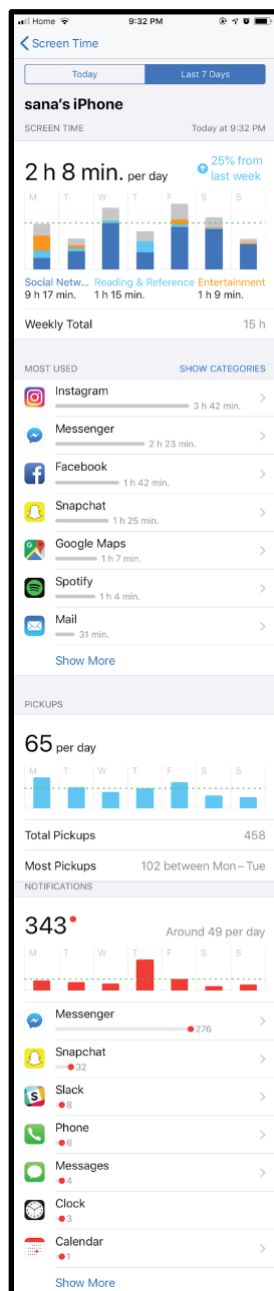 Home 9:32 PM
Screen Time
Today Last 7 Days
sana's iPhone
SCREEN TIME Today at 9:32 PM
2 h 8 min. per day 25% from last week
M T W T F S S
Social Netw... Reading & Reference Entertainment
9 h 17 min. 1 h 15 min. 1 h 9 min.
Weekly Total 15 h
MOST USED SHOW CATEGORIES
Instagram
3 h 42 min.
Messenger
2 h 23 min.
Facebook
1 h 42 min.
Snapchat
1 h 25 min.
Google Maps
1 h 7 min.
Spotify
1 h 4 min.
Mail
31 min.
Show More
PICKUPS
65 per day
M T W T F S S
Total Pickups 458
Most Pickups 102 between Mon – Tue
NOTIFICATIONS
343 Around 49 per day
M T W T F S S
Messenger
276
Snapchat
32
Slack
8
Phone
6
Messages
4
Clock
3
Calendar
1
Show More